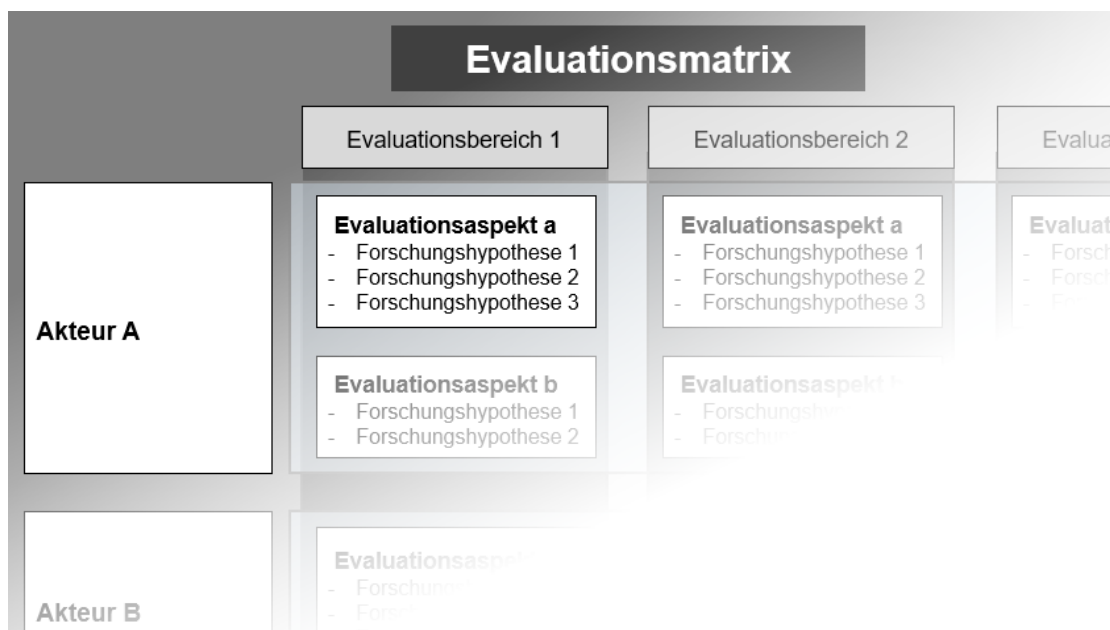 Evaluationsmatrix
Evaluationsbereich 1
Evaluationsbereich 2
Akteur A
Evaluationsaspekt a
- Forschungshypothese 1
- Forschungshypothese 2
- Forschungshypothese 3
Evaluationsaspekt a
- Forschungshypothese 1
- Forschungshypothese 2
- Forschungshypothese 3
Evaluationsaspekt b
- Forschungshypothese 1
- Forschungshypothese 2
Evaluationsaspekt
Akteur B